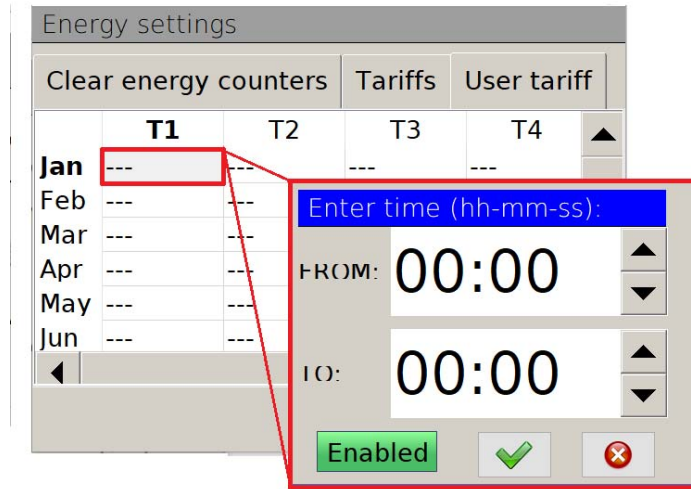 Energy settings
Clear energy counters Tariffs User tariff
T1 T2 T3 T4
Jan --- --- --- ---
Feb --- ---
Mar --- ---
Apr --- ---
May --- ---
Jun --- ---
Enter time (hh-mm-ss):
FROM: 00:00
TO: 00:00
Enabled